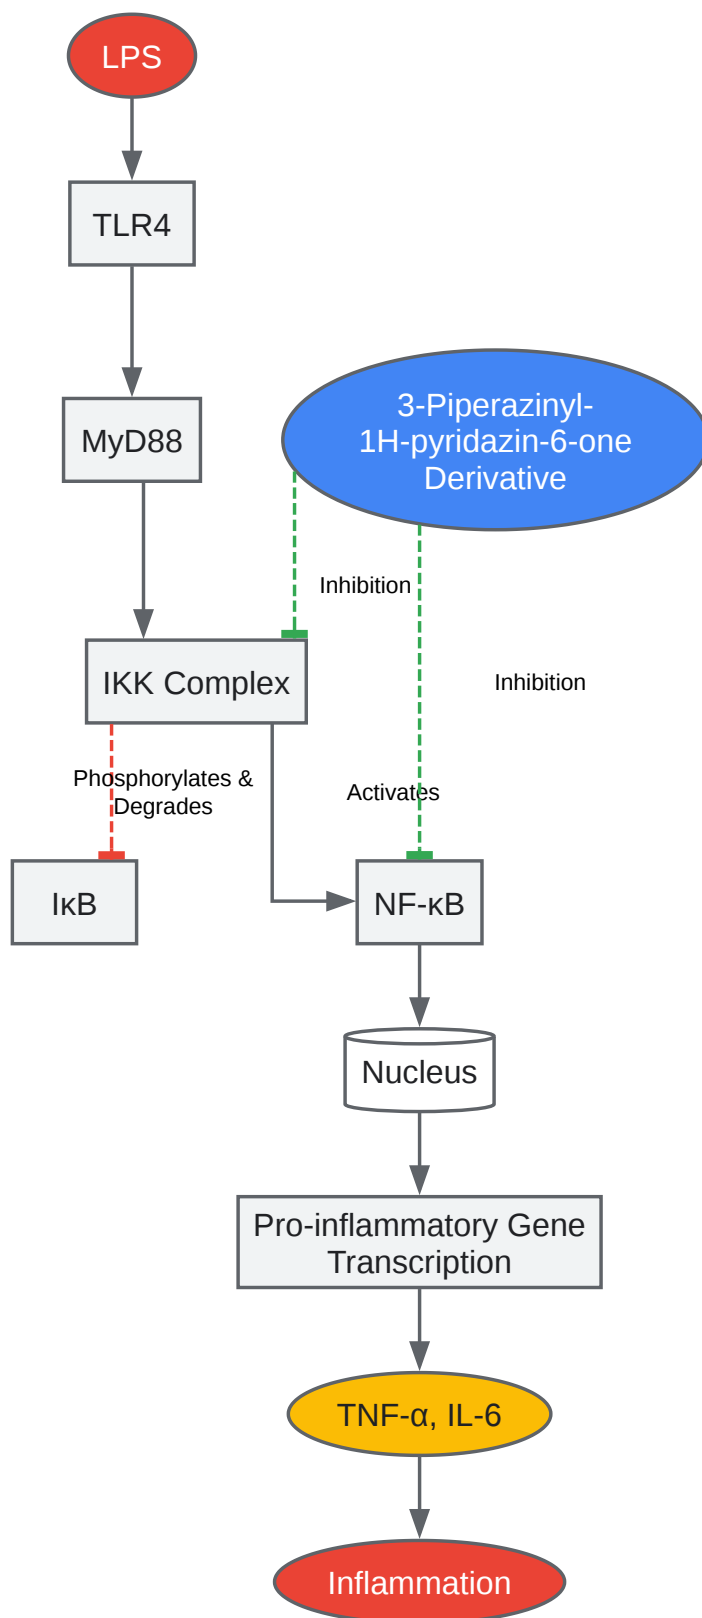 LPS
TLR4
MyD88
3-Piperazinyl-
1H-pyridazin-6-one
Derivative
Inhibition
IKK Complex
Inhibition
Phosphorylates &
Degrades
Activates
IκB
NF-κB
Nucleus
Pro-inflammatory Gene
Transcription
TNF-α, IL-6
Inflammation